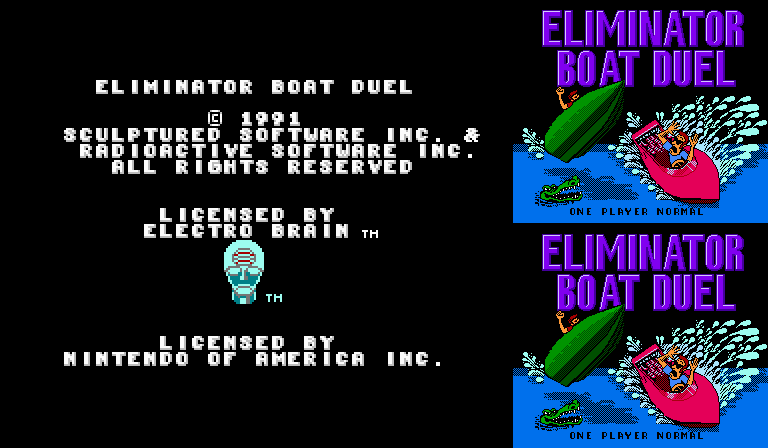 ELIMINATOR BOAT DUEL
© 1991
SCULPTURED SOFTWARE INC. &
RADIOACTIVE SOFTWARE INC.
ALL RIGHTS RESERVED
LICENSED BY
ELECTRO BRAIN TM
TM
LICENSED BY
NINTENDO OF AMERICA INC.
ELIMINATOR
BOAT DUEL
ONE PLAYER NORMAL
ELIMINATOR
BOAT DUEL
ONE PLAYER NORMAL